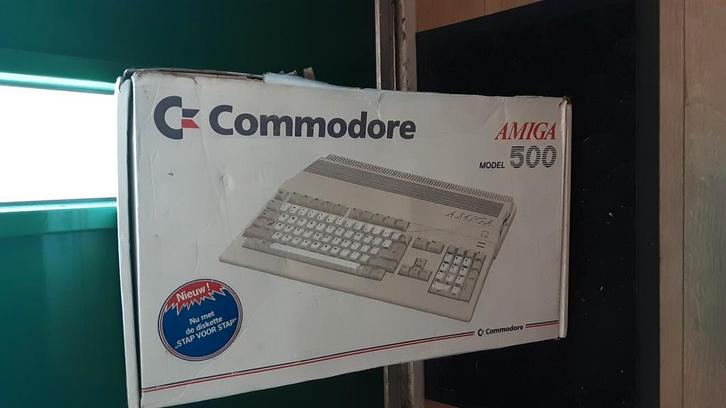 Commodore
AMIGA
MODEL 500
AMIGA
Nieuw!
Nu met
de diskette
„STAP VOOR STAP"
Commodore